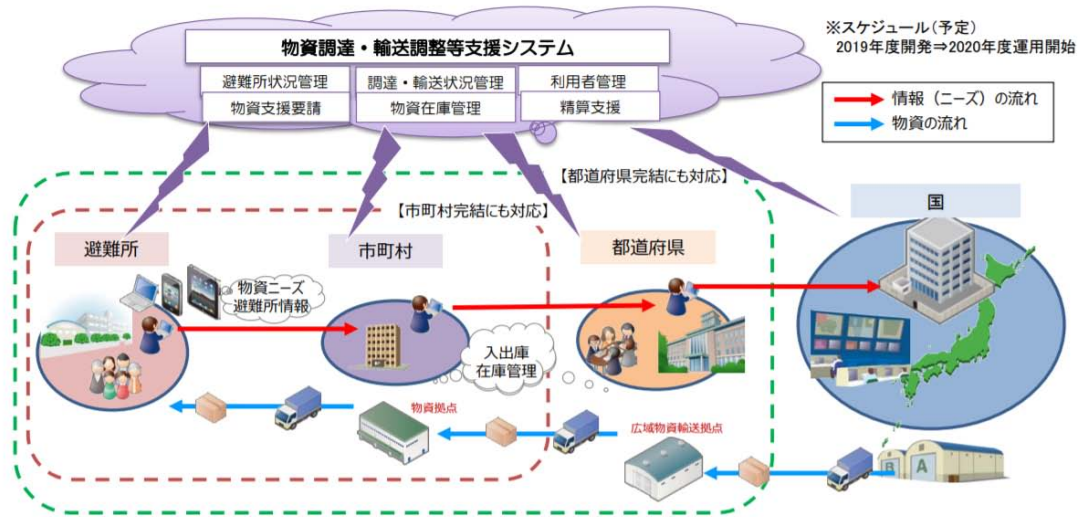 物資調達・輸送調整等支援システム
避難所状況管理
調達・輸送状況管理
利用者管理
物資支援要請
物資在庫管理
精算支援
※スケジュール(予定)
2019年度開発⇒2020年度運用開始
情報(ニーズ)の流れ
物資の流れ
【都道府県完結にも対応】
【市町村完結にも対応】
避難所
市町村
都道府県
国
物資ニーズ
避難所情報
入出庫
在庫管理
物資拠点
広域物資輸送拠点
B
A